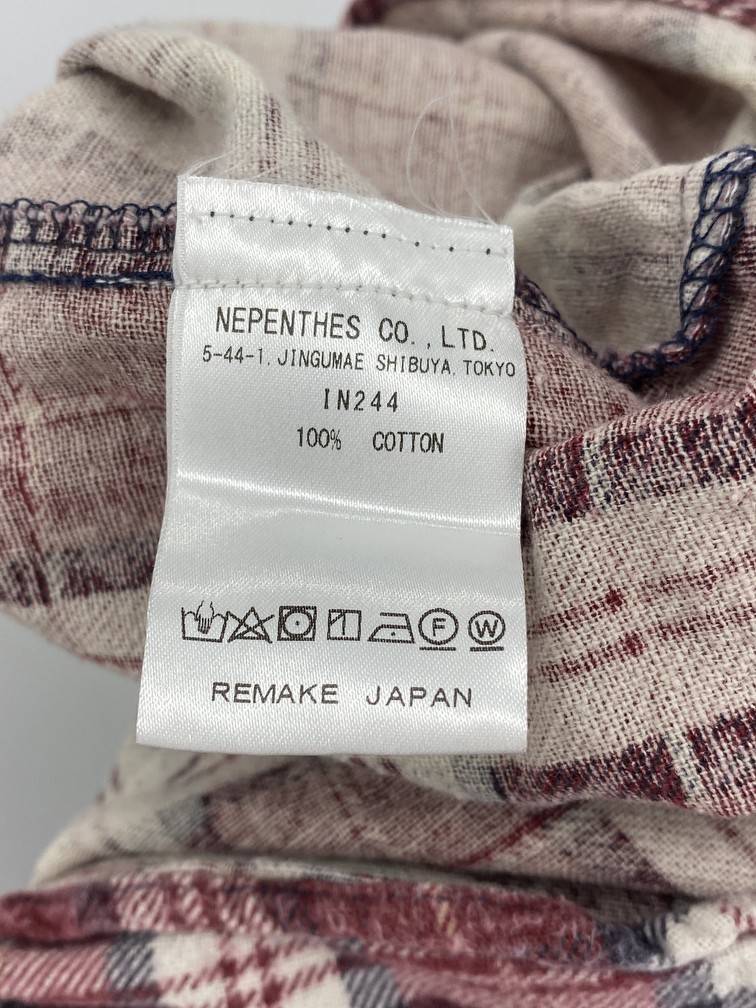 NEPENTHES CO., LTD.
5-44-1. JINGUMAE SHIBUYA. TOKYO
IN244
100% COTTON
F W
REMAKE JAPAN